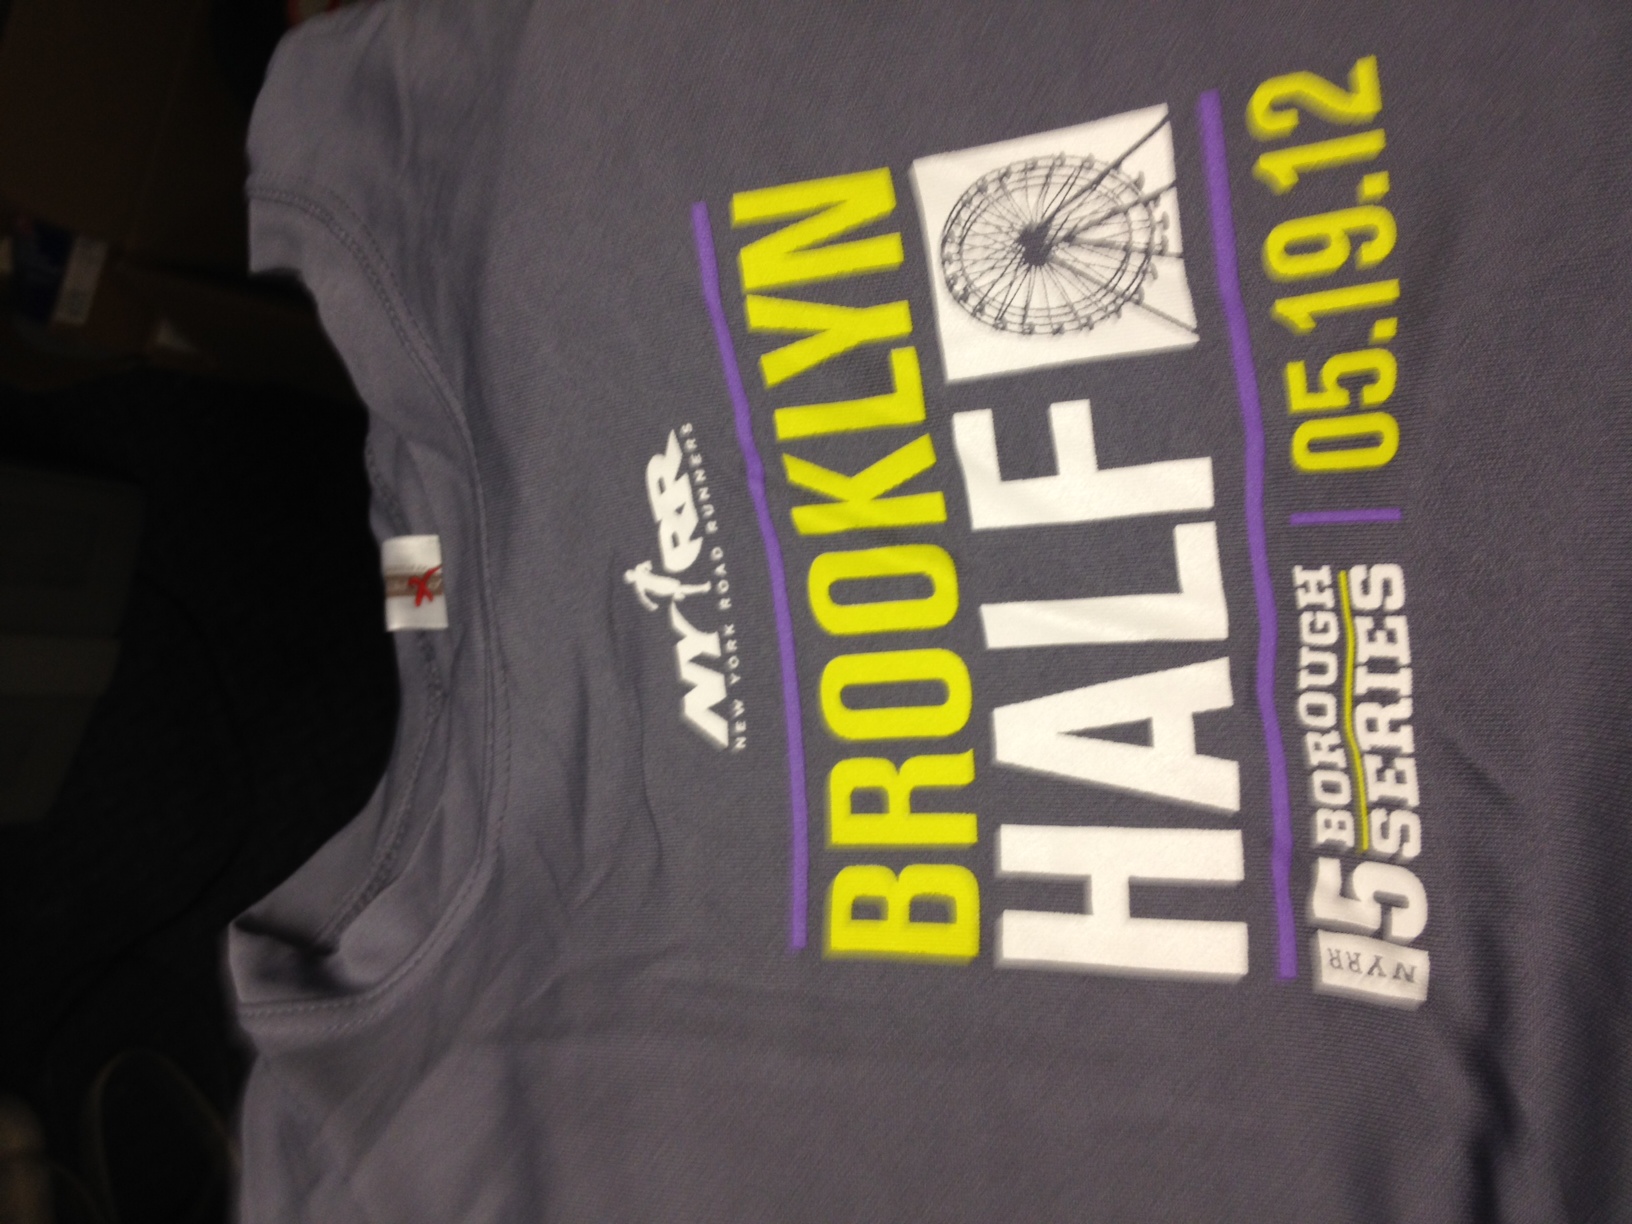 NYRR
NEW YORK ROAD RUNNERS
BROOKLYN
HALF
NYRR 5 BOROUGH SERIES | 05.19.12